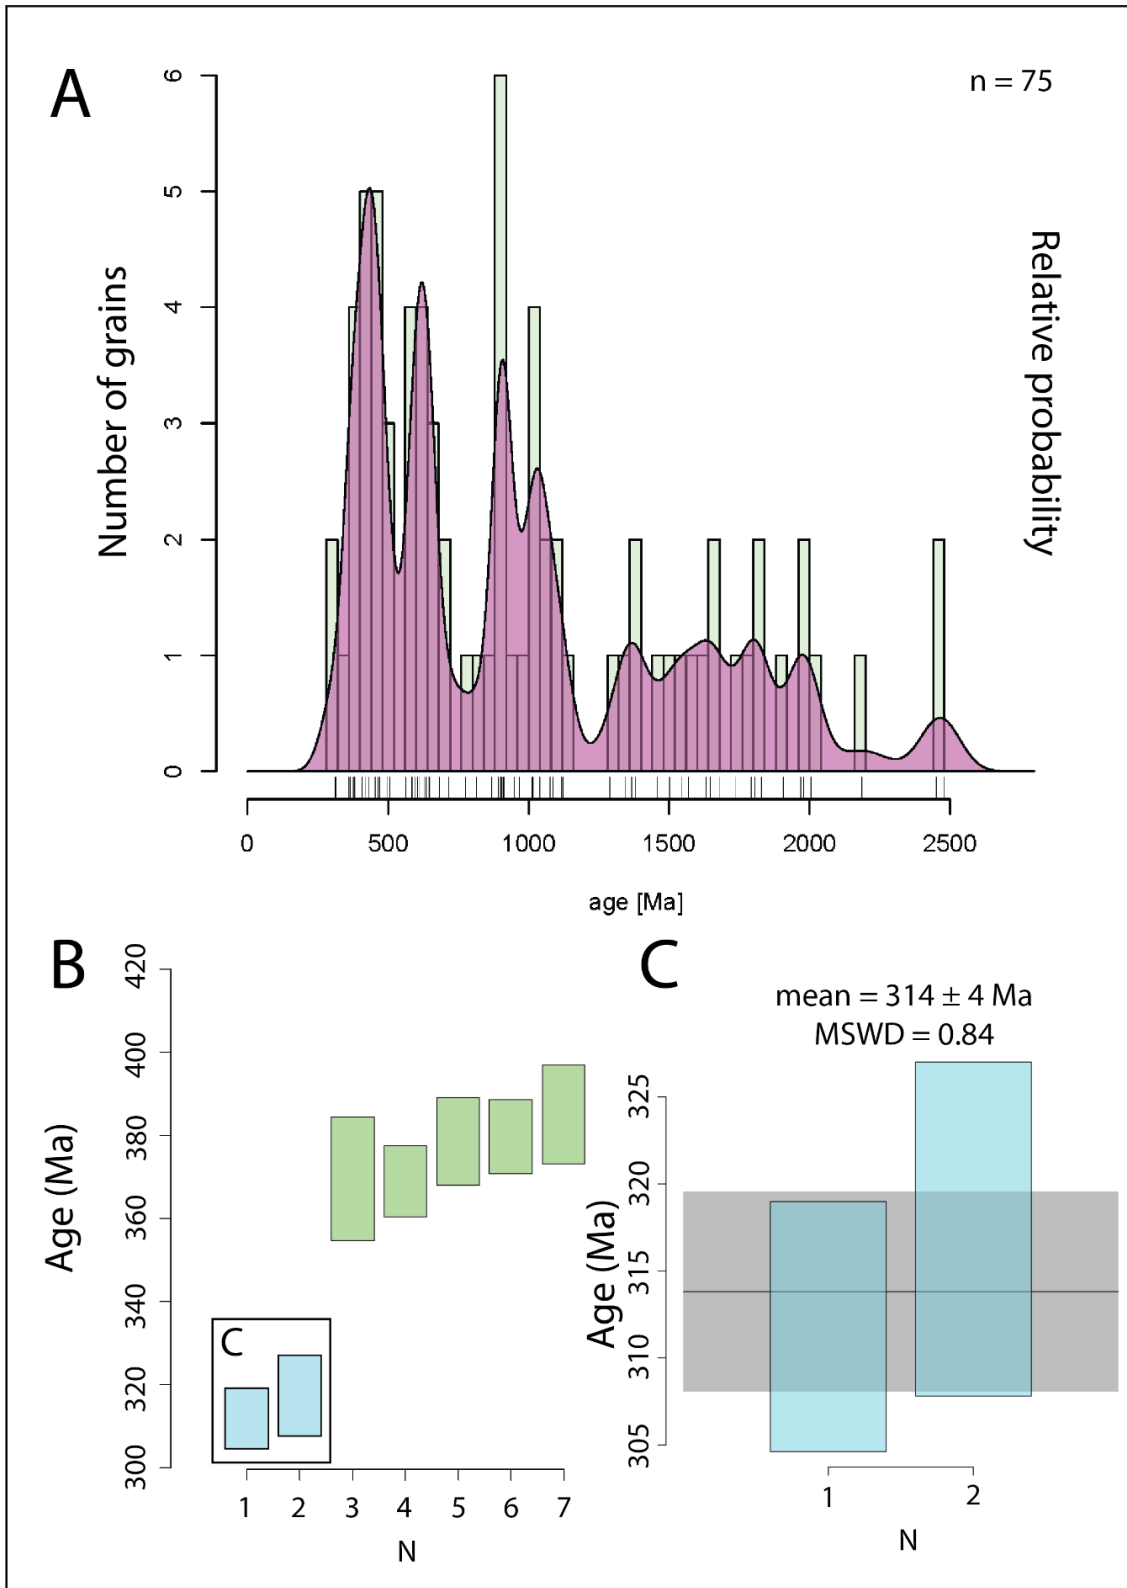 A
n = 75
Number of grains
Relative probability
6
5
4
3
2
1
0
0 500 1000 1500 2000 2500
age [Ma]
B
Age (Ma)
420
400
380
360
340
320
300
C
1 2 3 4 5 6 7
N
C
mean = 314 ± 4 Ma
MSWD = 0.84
Age (Ma)
325
320
315
310
305
1 2
N